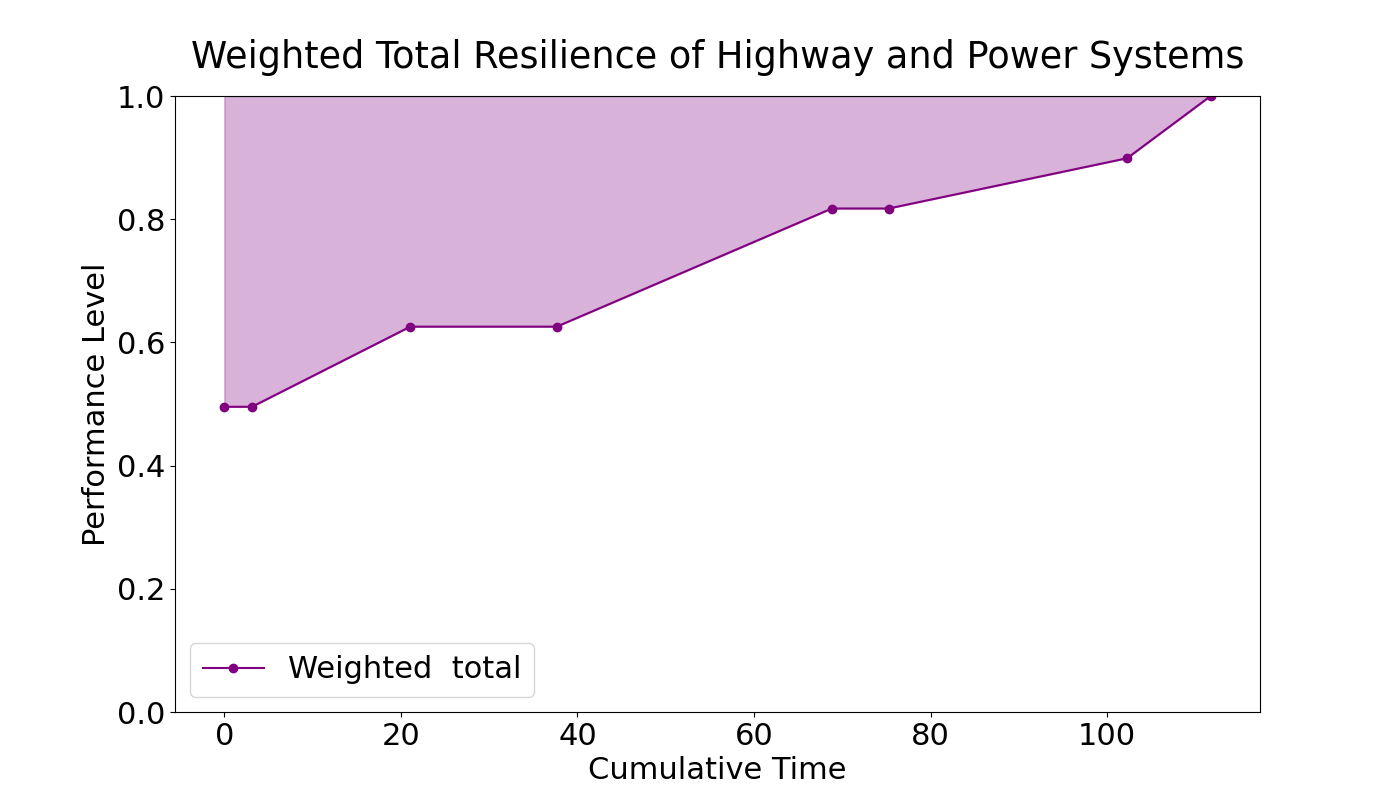 Weighted Total Resilience of Highway and Power Systems
1.0
0.8
0.6
0.4
0.2
0.0
Performance Level
Weighted  total
0 20 40 60 80 100
Cumulative Time